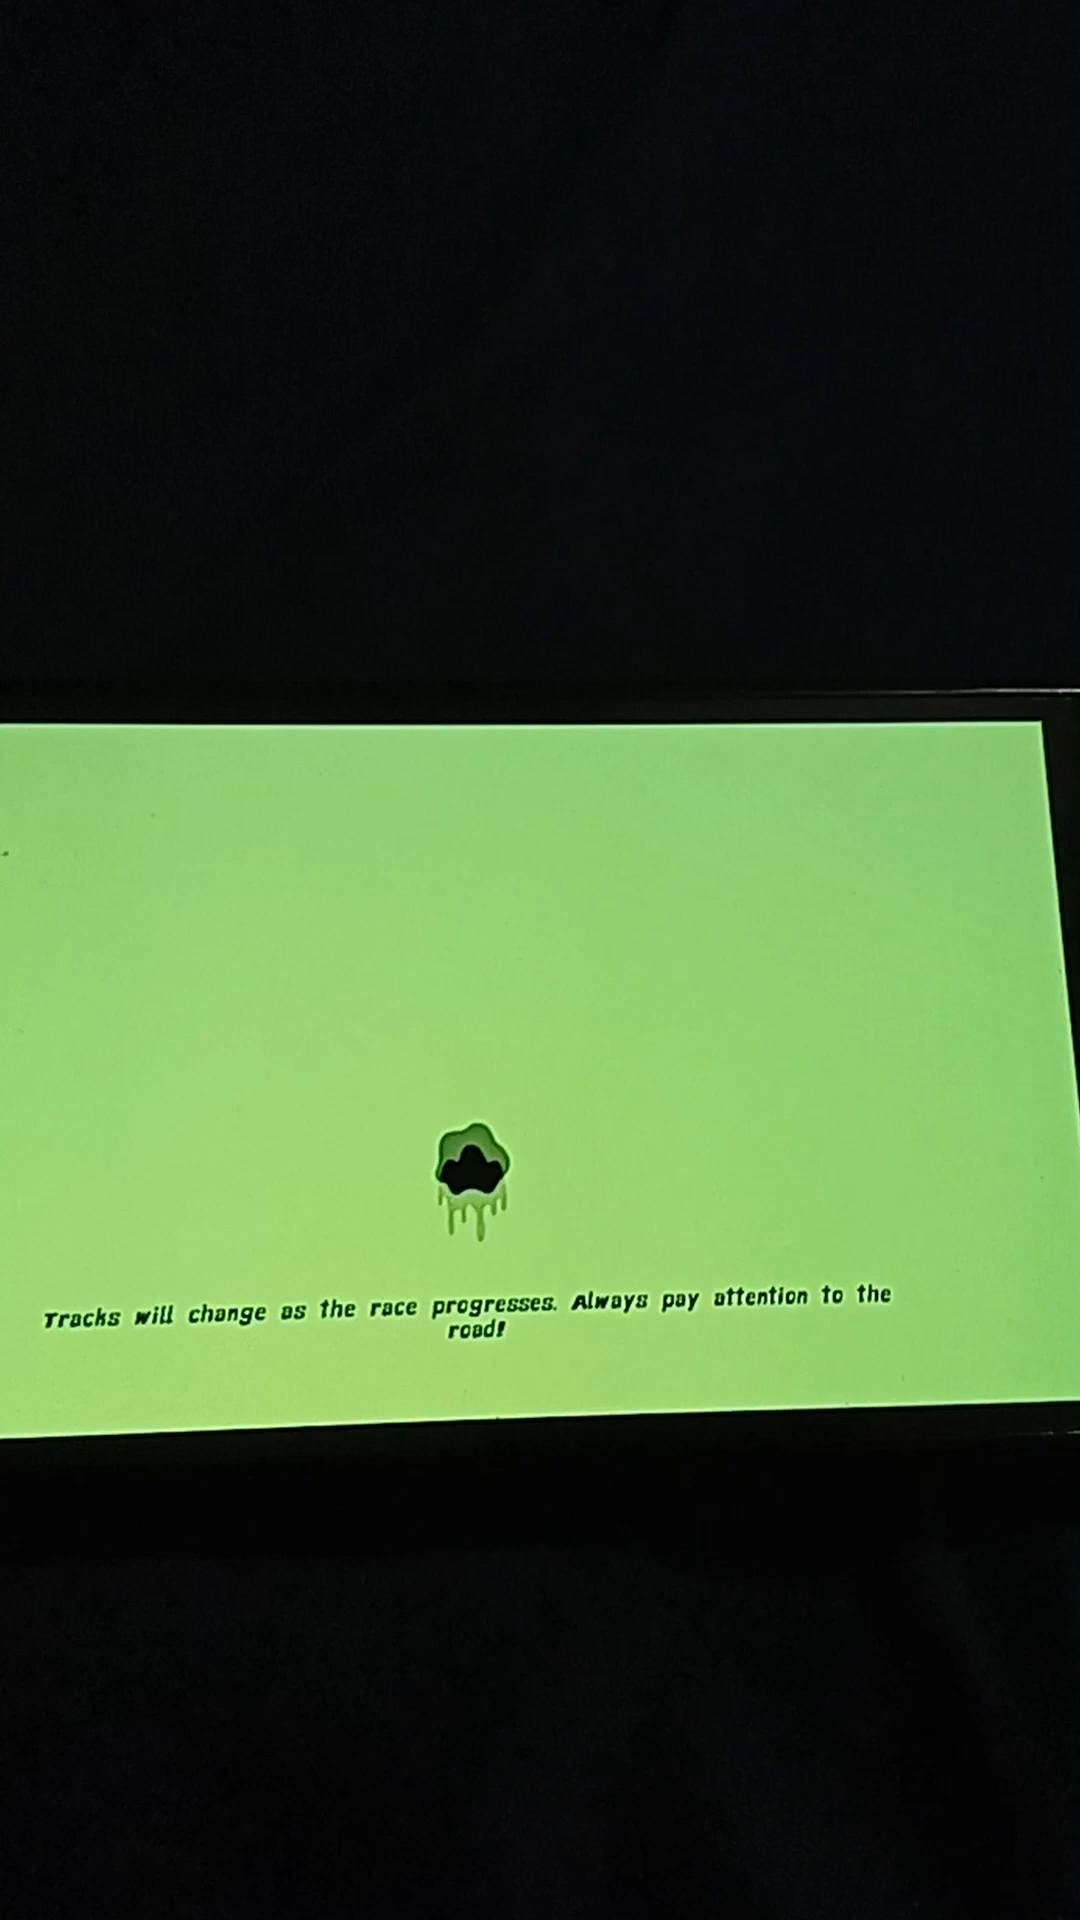 Tracks will change as the race progresses. Always pay attention to the
road!